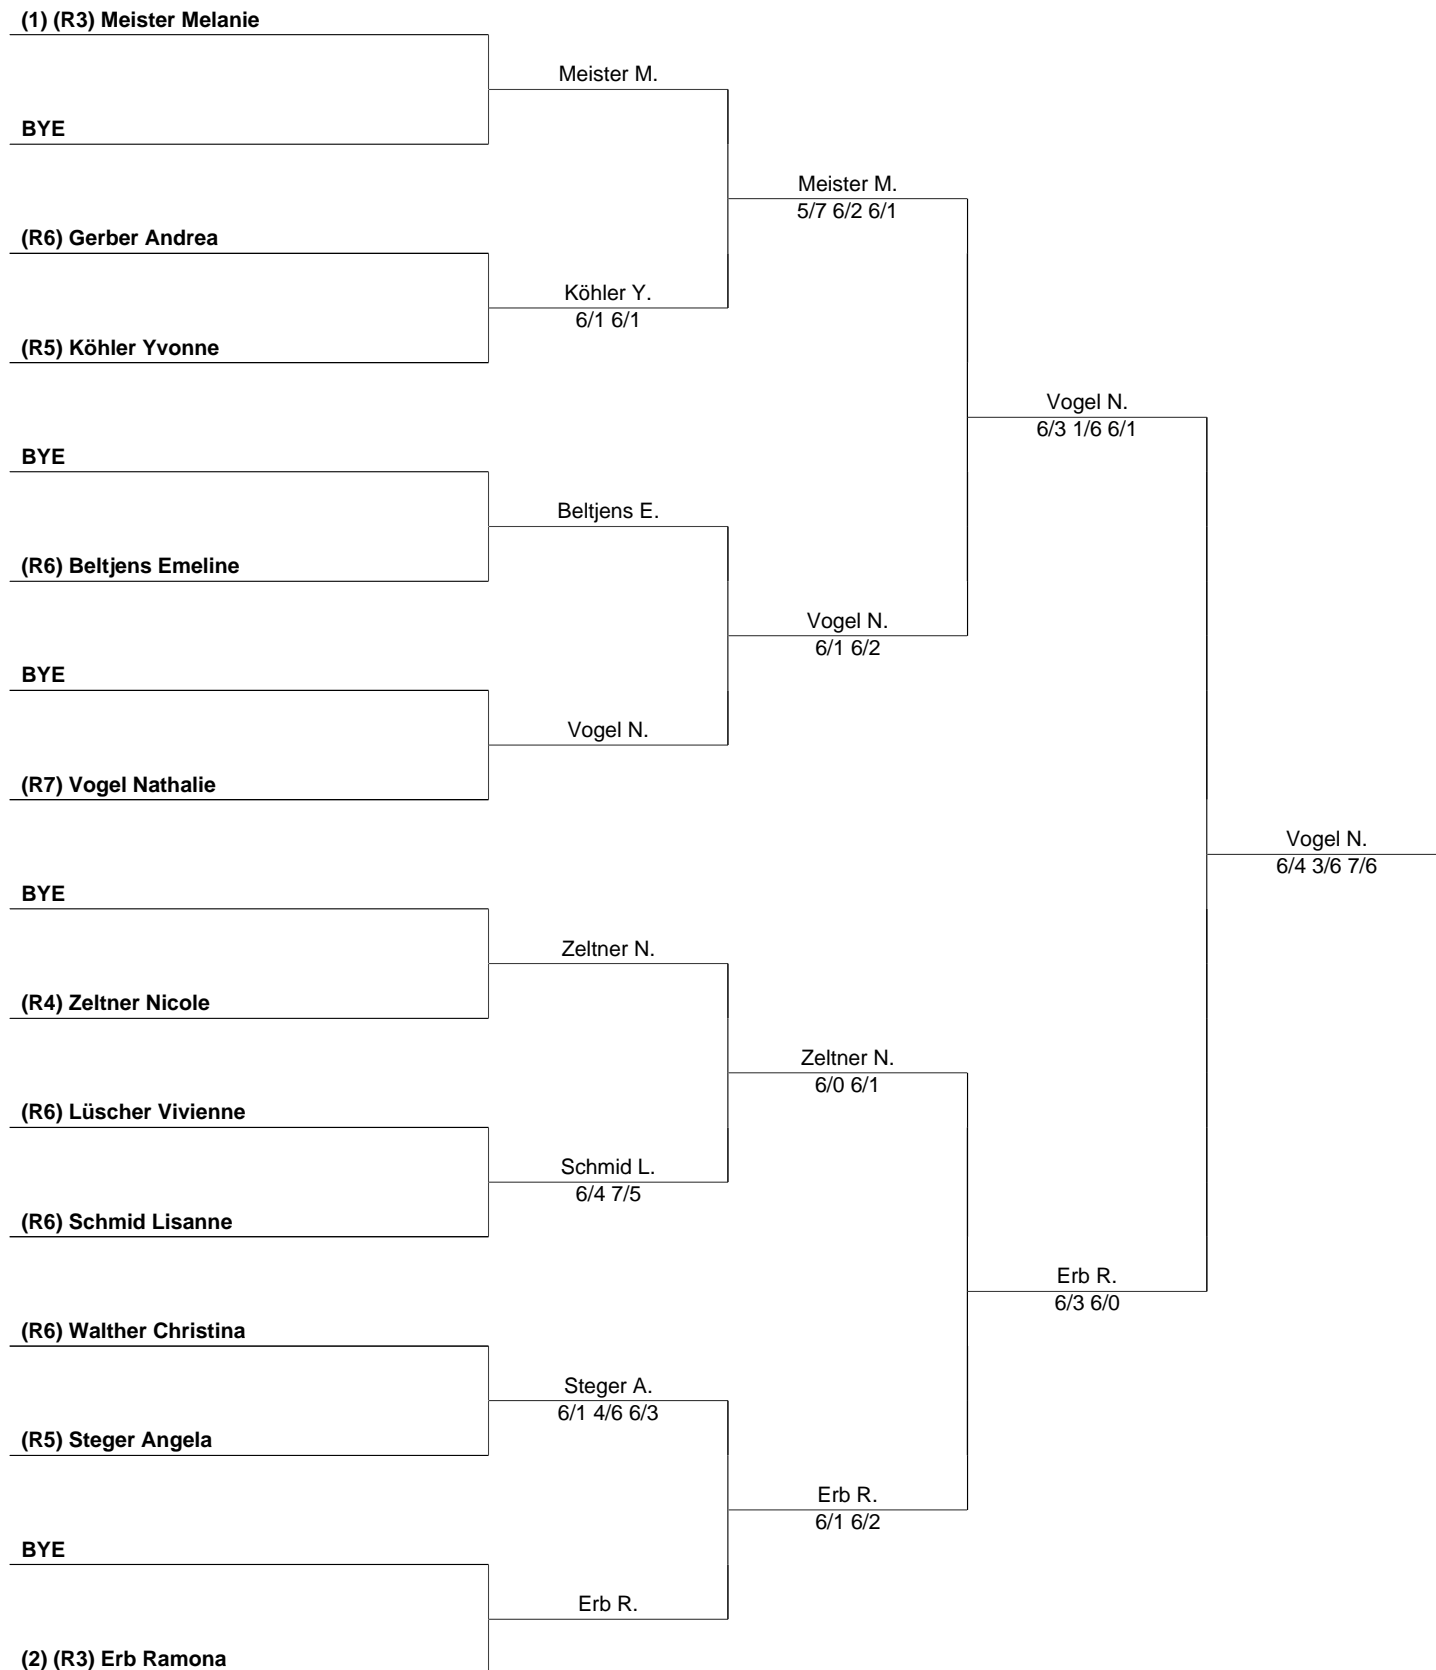 (1) (R3) Meister Melanie
Meister M.
BYE
Meister M.
5/7 6/2 6/1
(R6) Gerber Andrea
Köhler Y.
6/1 6/1
(R5) Köhler Yvonne
Vogel N.
6/3 1/6 6/1
BYE
Beltjens E.
(R6) Beltjens Emeline
Vogel N.
6/1 6/2
BYE
Vogel N.
(R7) Vogel Nathalie
Vogel N.
6/4 3/6 7/6
BYE
Zeltner N.
(R4) Zeltner Nicole
Zeltner N.
6/0 6/1
(R6) Lüscher Vivienne
Schmid L.
6/4 7/5
(R6) Schmid Lisanne
Erb R.
6/3 6/0
(R6) Walther Christina
Steger A.
6/1 4/6 6/3
(R5) Steger Angela
Erb R.
6/1 6/2
BYE
Erb R.
(2) (R3) Erb Ramona